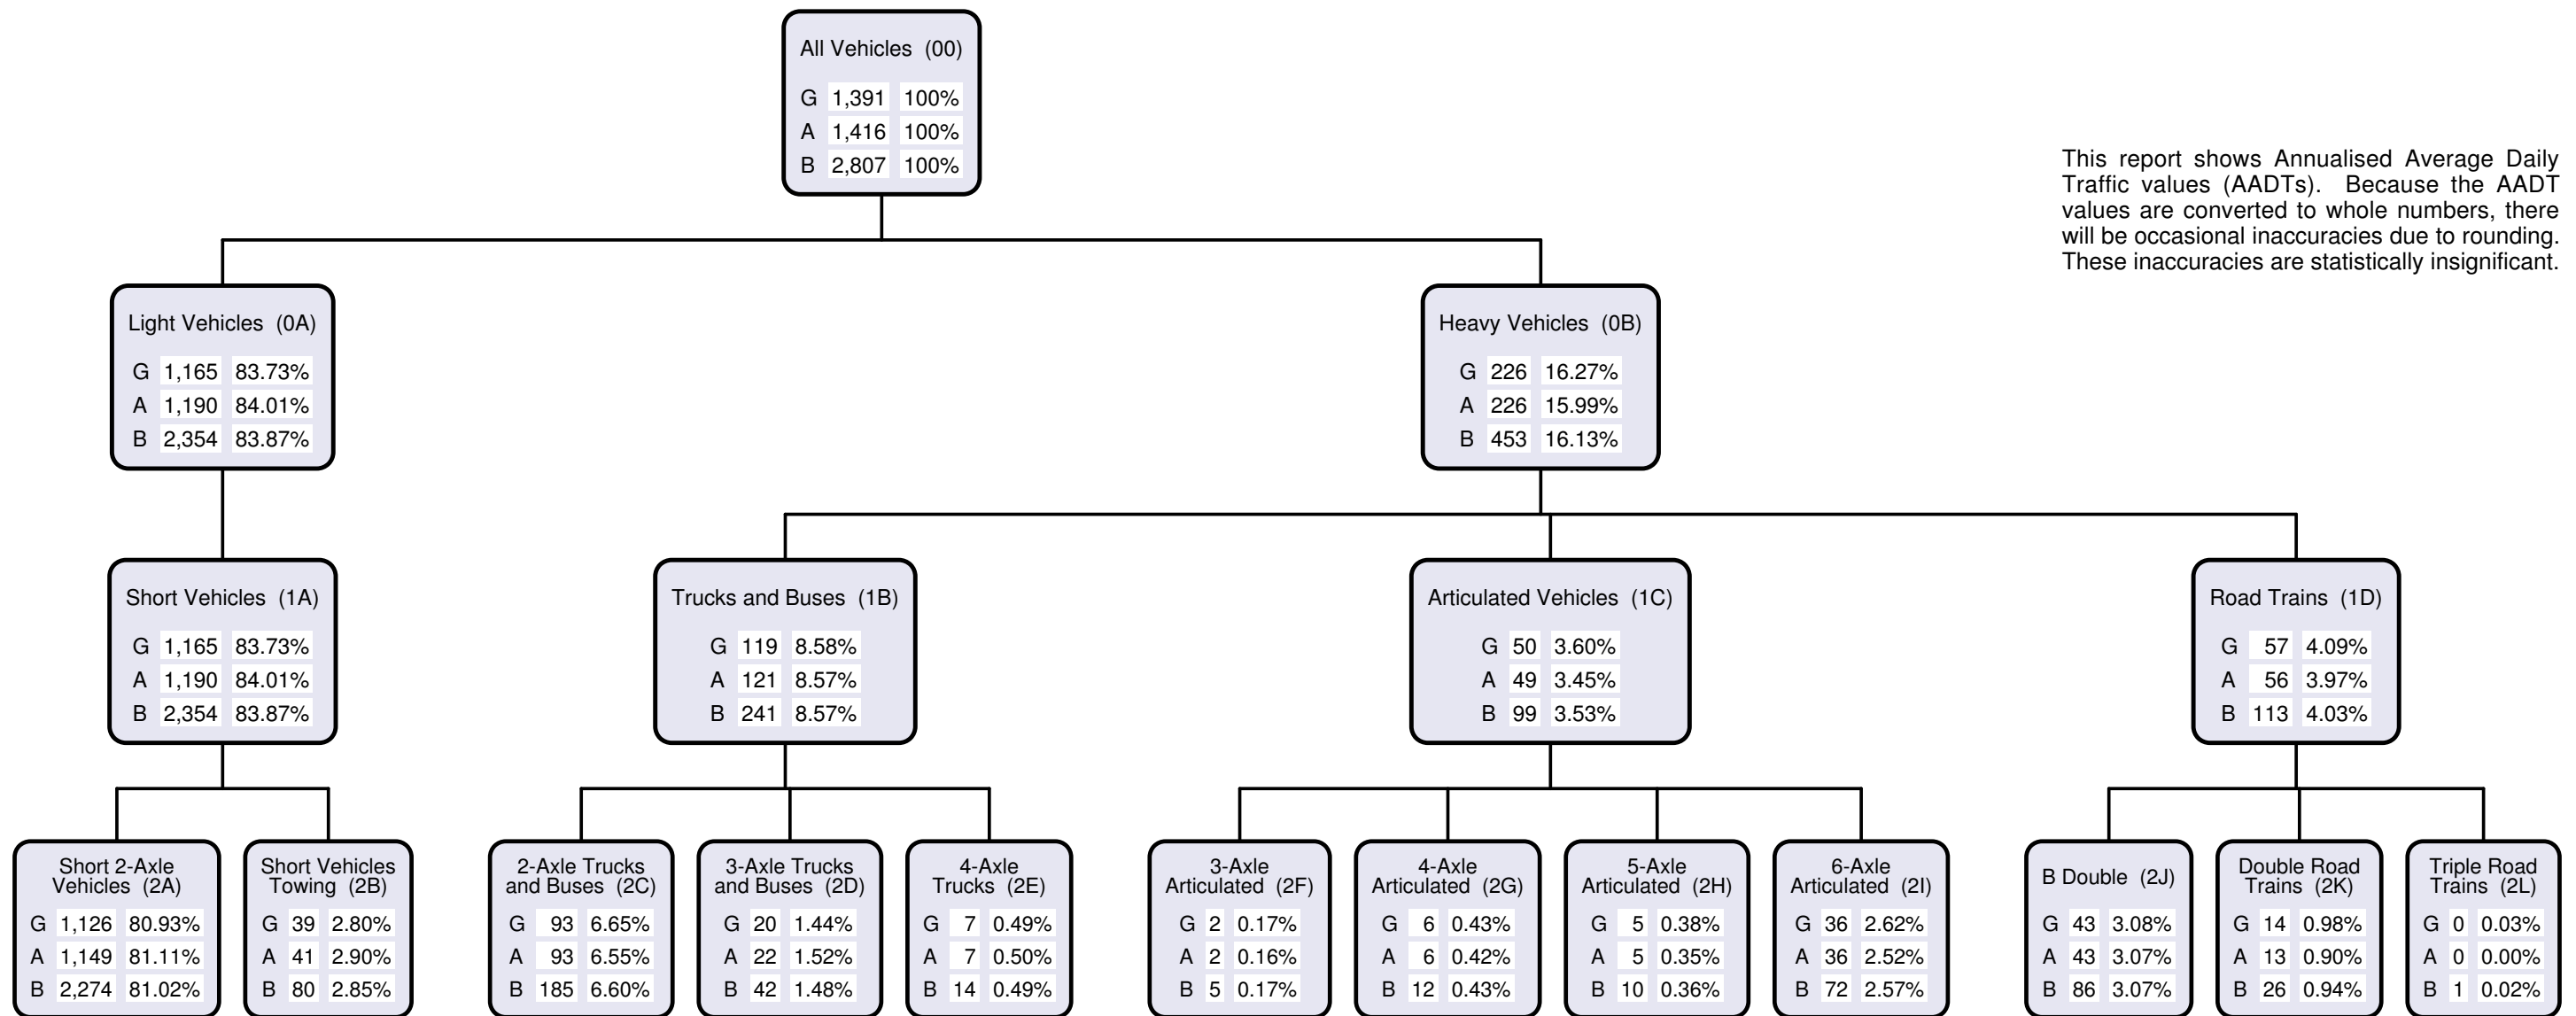 All Vehicles (00)
G 1,391 100%
A 1,416 100%
B 2,807 100%
This report shows Annualised Average Daily
Traffic values (AADTs). Because the AADT
values are converted to whole numbers, there
will be occasional inaccuracies due to rounding.
These inaccuracies are statistically insignificant.
Light Vehicles (0A)
G 1,165 83.73%
A 1,190 84.01%
B 2,354 83.87%
Heavy Vehicles (0B)
G 226 16.27%
A 226 15.99%
B 453 16.13%
Short Vehicles (1A)
G 1,165 83.73%
A 1,190 84.01%
B 2,354 83.87%
Trucks and Buses (1B)
G 119 8.58%
A 121 8.57%
B 241 8.57%
Articulated Vehicles (1C)
G 50 3.60%
A 49 3.45%
B 99 3.53%
Road Trains (1D)
G 57 4.09%
A 56 3.97%
B 113 4.03%
Short 2-Axle
Vehicles (2A)
G 1,126 80.93%
A 1,149 81.11%
B 2,274 81.02%
Short Vehicles
Towing (2B)
G 39 2.80%
A 41 2.90%
B 80 2.85%
2-Axle Trucks
and Buses (2C)
G 93 6.65%
A 93 6.55%
B 185 6.60%
3-Axle Trucks
and Buses (2D)
G 20 1.44%
A 22 1.52%
B 42 1.48%
4-Axle
Trucks (2E)
G 7 0.49%
A 7 0.50%
B 14 0.49%
3-Axle
Articulated (2F)
G 2 0.17%
A 2 0.16%
B 5 0.17%
4-Axle
Articulated (2G)
G 6 0.43%
A 6 0.42%
B 12 0.43%
5-Axle
Articulated (2H)
G 5 0.38%
A 5 0.35%
B 10 0.36%
6-Axle
Articulated (2I)
G 36 2.62%
A 36 2.52%
B 72 2.57%
B Double (2J)
G 43 3.08%
A 43 3.07%
B 86 3.07%
Double Road
Trains (2K)
G 14 0.98%
A 13 0.90%
B 26 0.94%
Triple Road
Trains (2L)
G 0 0.03%
A 0 0.00%
B 1 0.02%